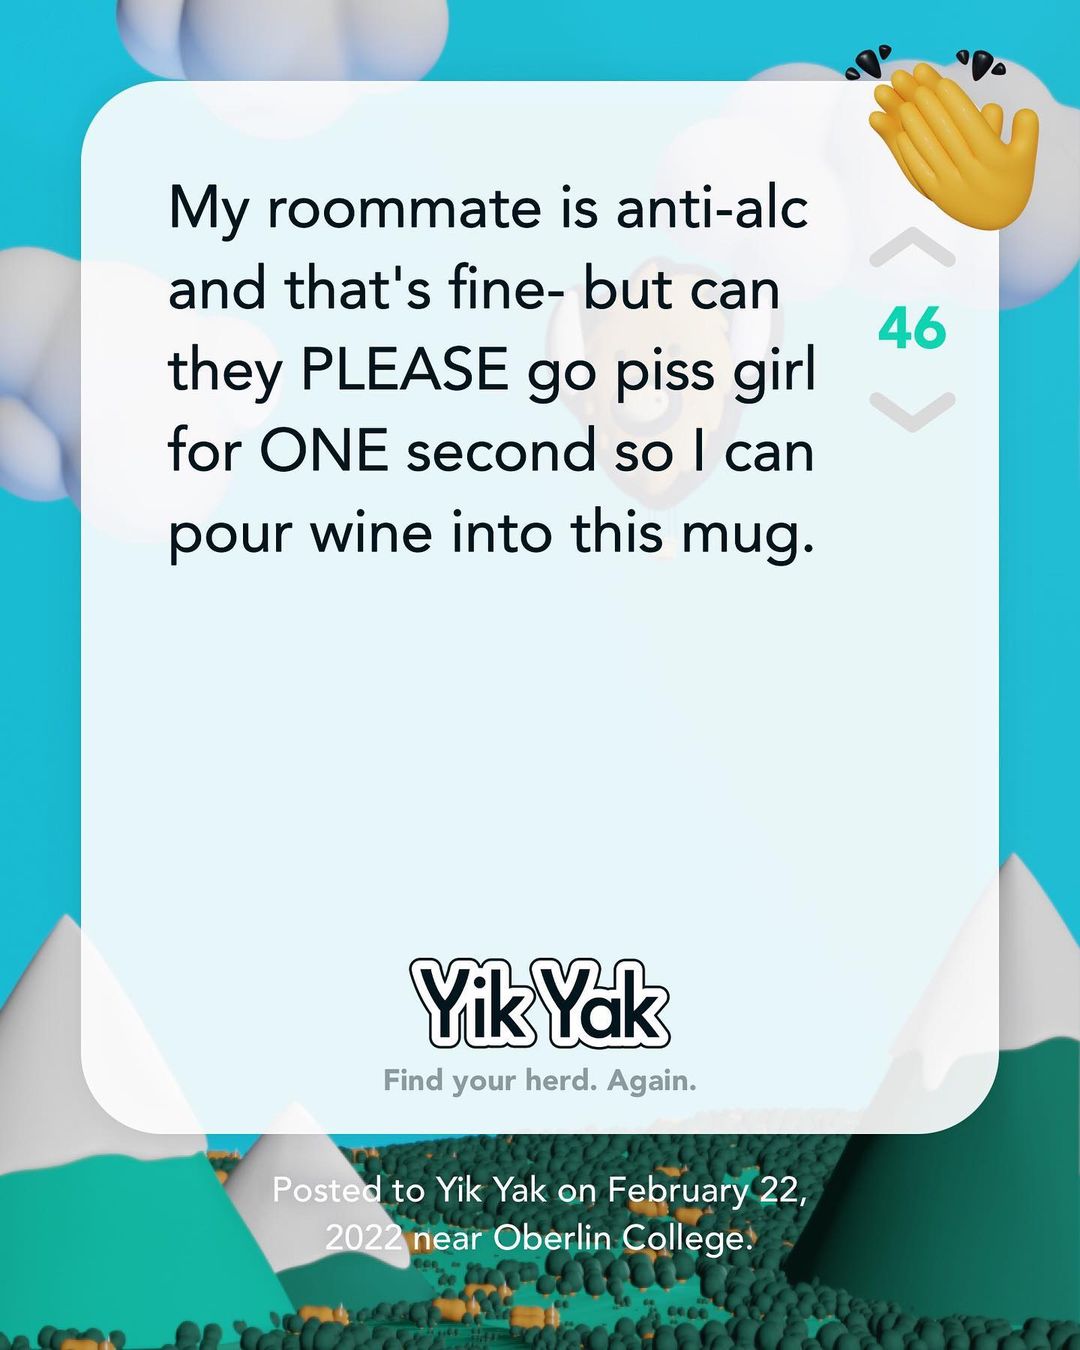 My roommate is anti-alc
and that's fine- but can
they PLEASE go piss girl
for ONE second so I can
pour wine into this mug.
46
Yik Yak
Find your herd. Again.
Posted to Yik Yak on February 22,
2022 near Oberlin College.